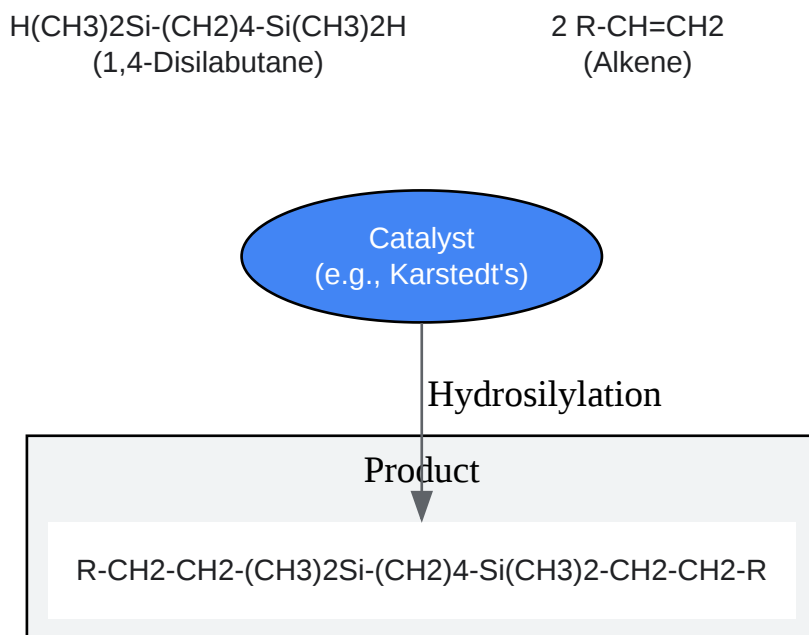 H(CH3)2Si-(CH2)4-Si(CH3)2H
(1,4-Disilabutane)
2 R-CH=CH2
(Alkene)
Catalyst
(e.g., Karstedt's)
Hydrosilylation
Product
R-CH2-CH2-(CH3)2Si-(CH2)4-Si(CH3)2-CH2-CH2-R